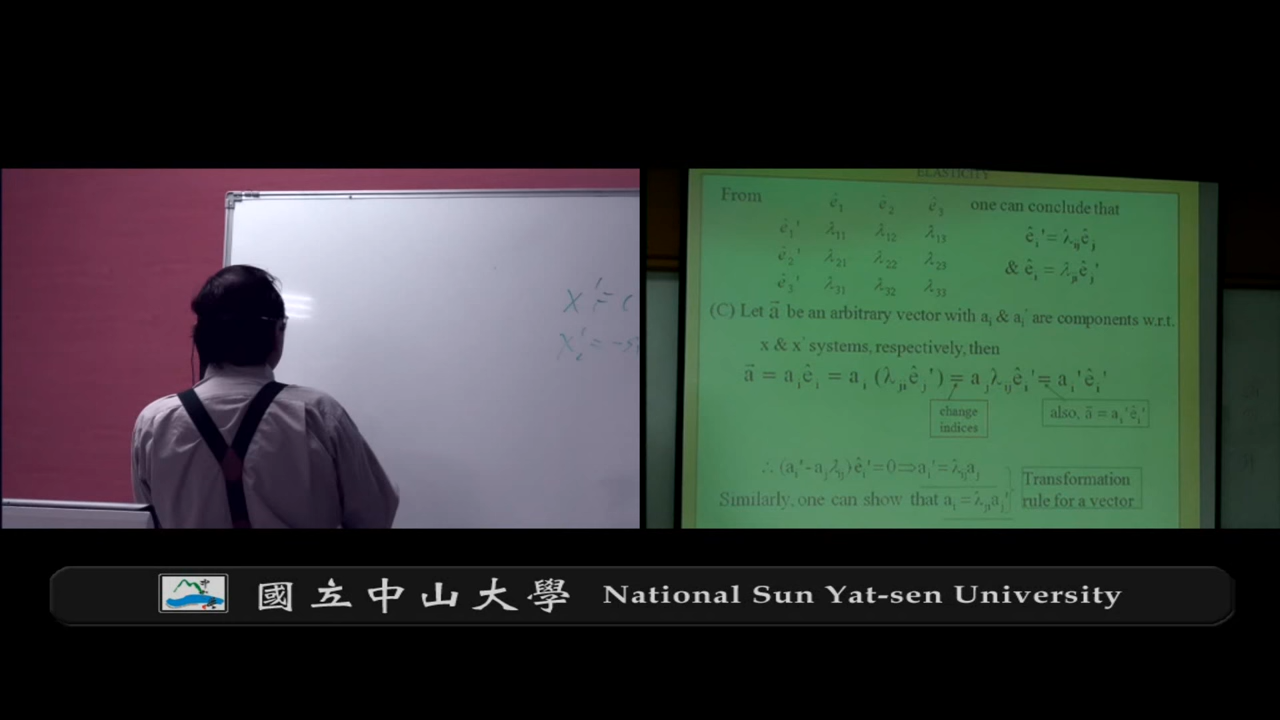 ELASTICITY
From ê₁ ê₂ ê₃ one can conclude that
ê₁' λ₁₁ λ₁₂ λ₁₃ êᵢ'=λᵢⱼêⱼ
ê₂' λ₂₁ λ₂₂ λ₂₃ & êᵢ = λⱼᵢêⱼ'
ê₃' λ₃₁ λ₃₂ λ₃₃
(C) Let a⃗ be an arbitrary vector with aᵢ & aᵢ' are components w.r.t.
x & x' systems, respectively, then
a⃗ = aᵢêᵢ = aᵢ (λⱼᵢêⱼ') = aⱼλᵢⱼêᵢ' = aᵢ'êᵢ'
change
indices
also, a⃗ = aᵢ'êᵢ'
∴ (aᵢ'-aⱼλᵢⱼ)êᵢ'=0⇒aᵢ'=λᵢⱼaⱼ
Similarly, one can show that aᵢ=λⱼᵢaⱼ'
Transformation
rule for a vector
國立中山大學 National Sun Yat-sen University